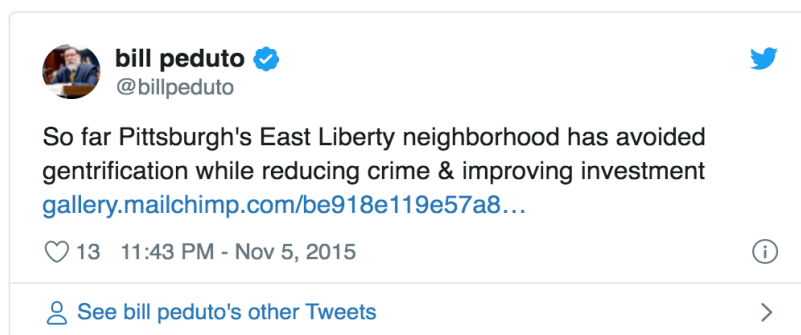 bill peduto
@billpeduto
So far Pittsburgh's East Liberty neighborhood has avoided
gentrification while reducing crime & improving investment
gallery.mailchimp.com/be918e119e57a8…
13 11:43 PM - Nov 5, 2015
See bill peduto's other Tweets